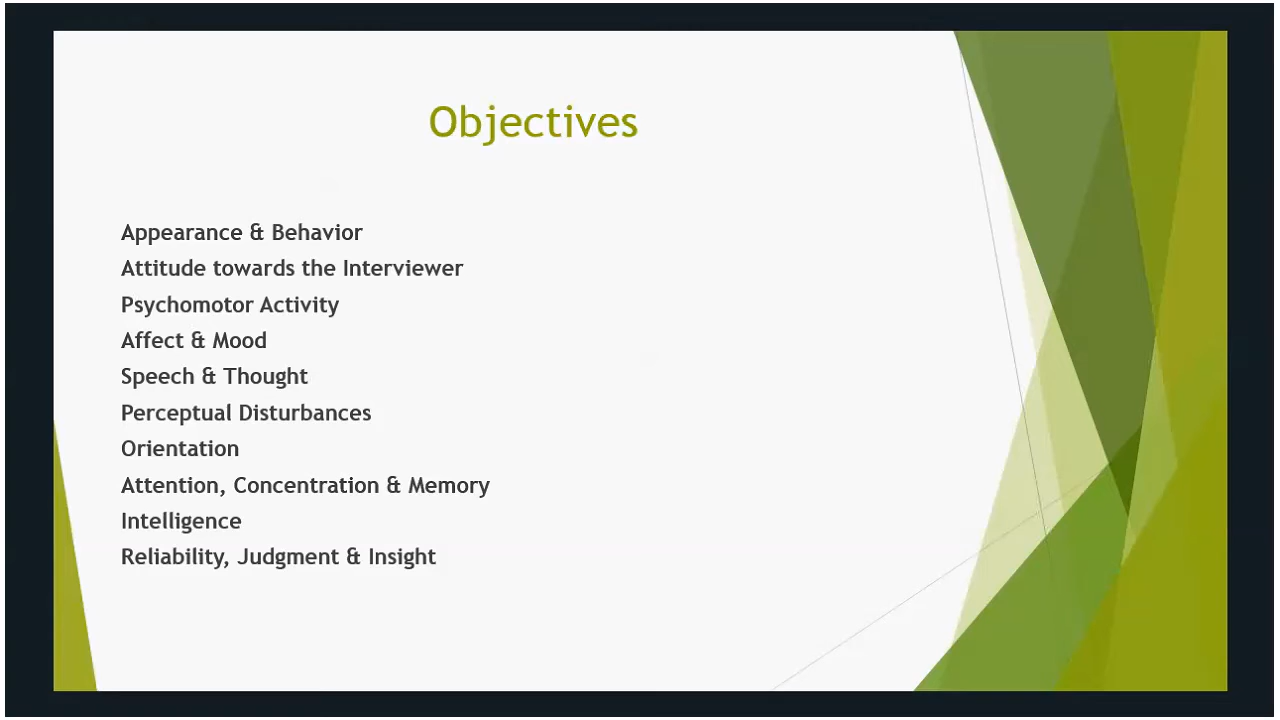 Objectives
Appearance & Behavior
Attitude towards the Interviewer
Psychomotor Activity
Affect & Mood
Speech & Thought
Perceptual Disturbances
Orientation
Attention, Concentration & Memory
Intelligence
Reliability, Judgment & Insight